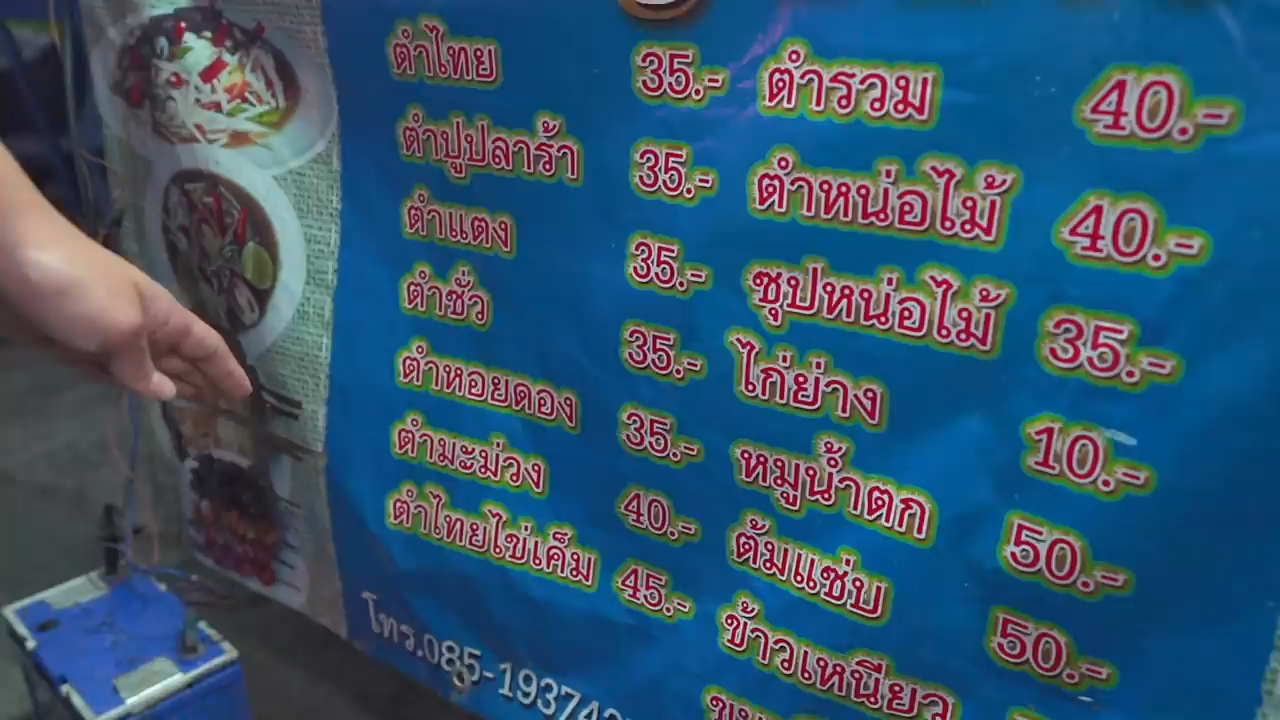 ตำไทย 35.-
ตำปูปลาร้า 35.-
ตำแตง 35.-
ตำซั่ว 35.-
ตำหอยดอง 35.-
ตำมะม่วง 40.-
ตำไทยไข่เค็ม 45.-
โทร.085-19374
ตำรวม 40.-
ตำหน่อไม้ 40.-
ซุปหน่อไม้ 35.-
ไก่ย่าง 10.-
หมูน้ำตก 50.-
ต้มแซ่บ 50.-
ข้าวเหนียว